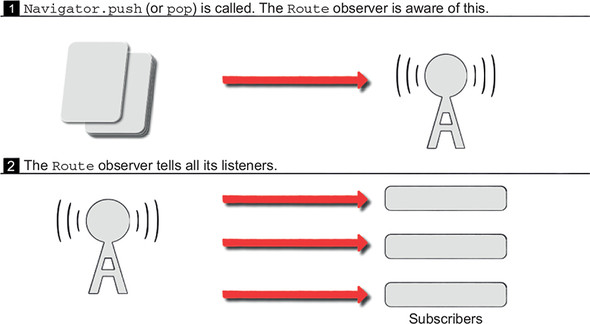 1 Navigator.push (or pop) is called. The Route observer is aware of this.
2 The Route observer tells all its listeners.
Subscribers